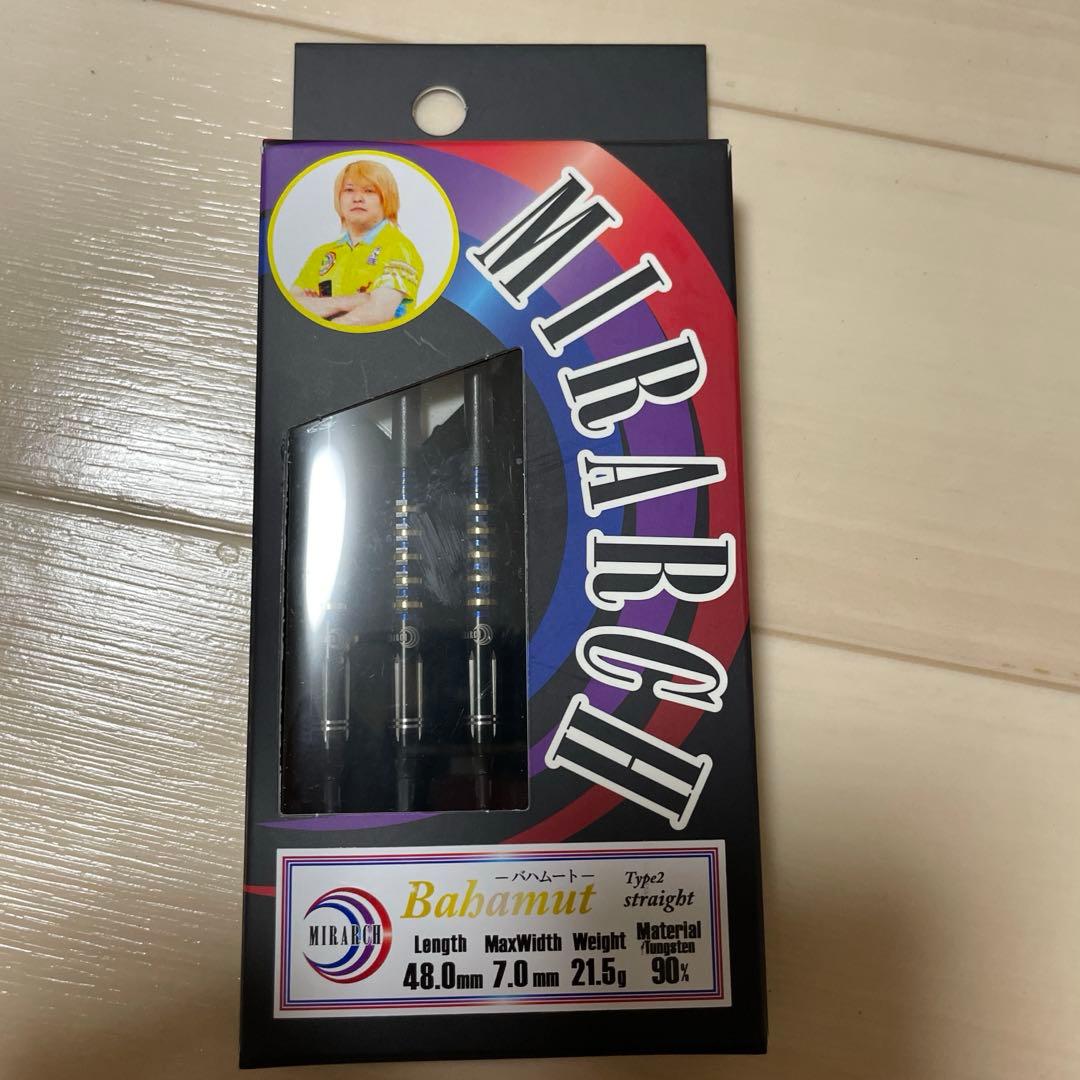 MIRARCH
MIRARCH
ーバハムートー
Bahamut
Type2
straight
Length
48.0mm
MaxWidth
7.0mm
Weight
21.5g
Material
/Tungsten
90%